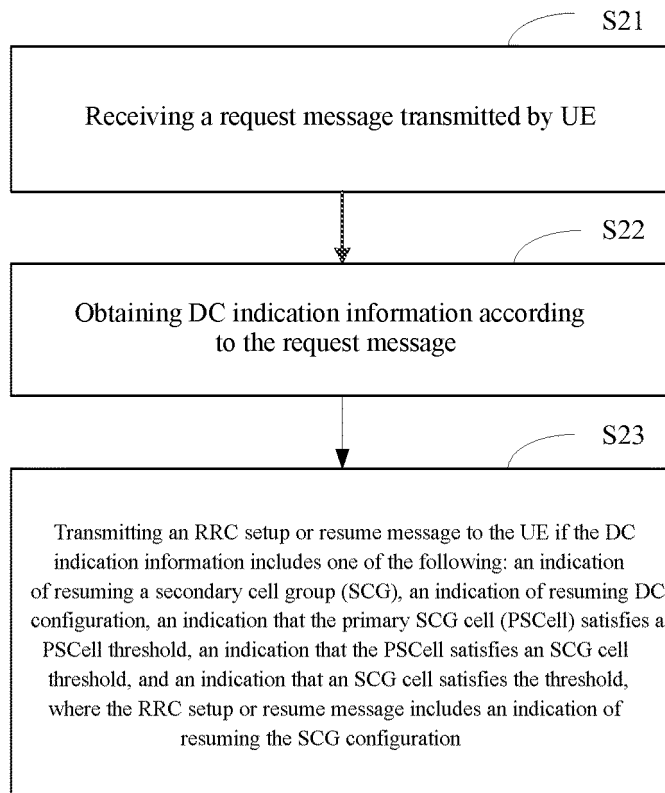 S21
Receiving a request message transmitted by UE
S22
Obtaining DC indication information according
to the request message
S23
Transmitting an RRC setup or resume message to the UE if the DC
indication information includes one of the following: an indication
of resuming a secondary cell group (SCG), an indication of resuming DC
configuration, an indication that the primary SCG cell (PSCell) satisfies a
PSCell threshold, an indication that the PSCell satisfies an SCG cell
threshold, and an indication that an SCG cell satisfies the threshold,
where the RRC setup or resume message includes an indication of
resuming the SCG configuration